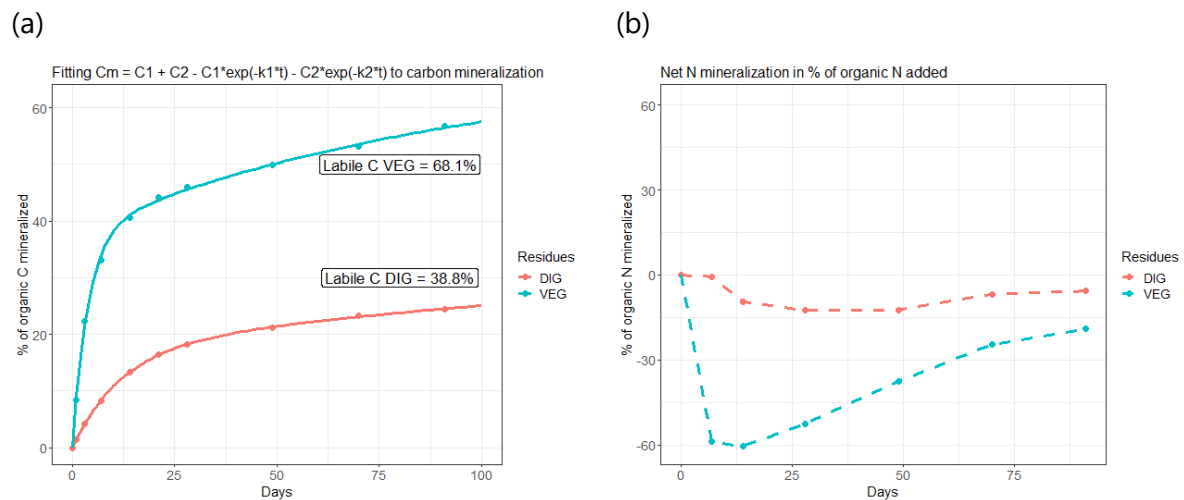 (a)
Fitting Cm = C1 + C2 - C1*exp(-k1*t) - C2*exp(-k2*t) to carbon mineralization
% of organic C mineralized
60
40
20
0
Labile C VEG = 68.1%
Labile C DIG = 38.8%
0
25
50
75
100
Days
Residues
DIG
VEG
(b)
Net N mineralization in % of organic N added
% of organic N mineralized
60
30
0
-30
-60
0
25
50
75
Days
Residues
DIG
VEG